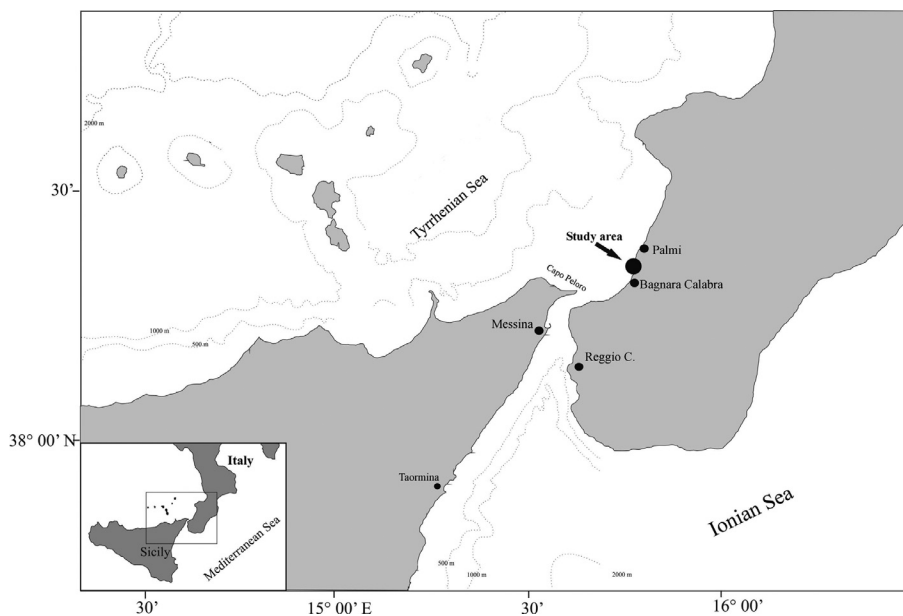 2000 m
30’
Tyrrhenian Sea
Study area
Palmi
Capo Peloro
Bagnara Calabra
1000 m
500 m
Messina
Reggio C.
38° 00’ N
Taormina
Ionian Sea
Italy
Sicily
Mediterranean Sea
500 m
1000 m
2000 m
30’
15° 00’ E
30’
16° 00’